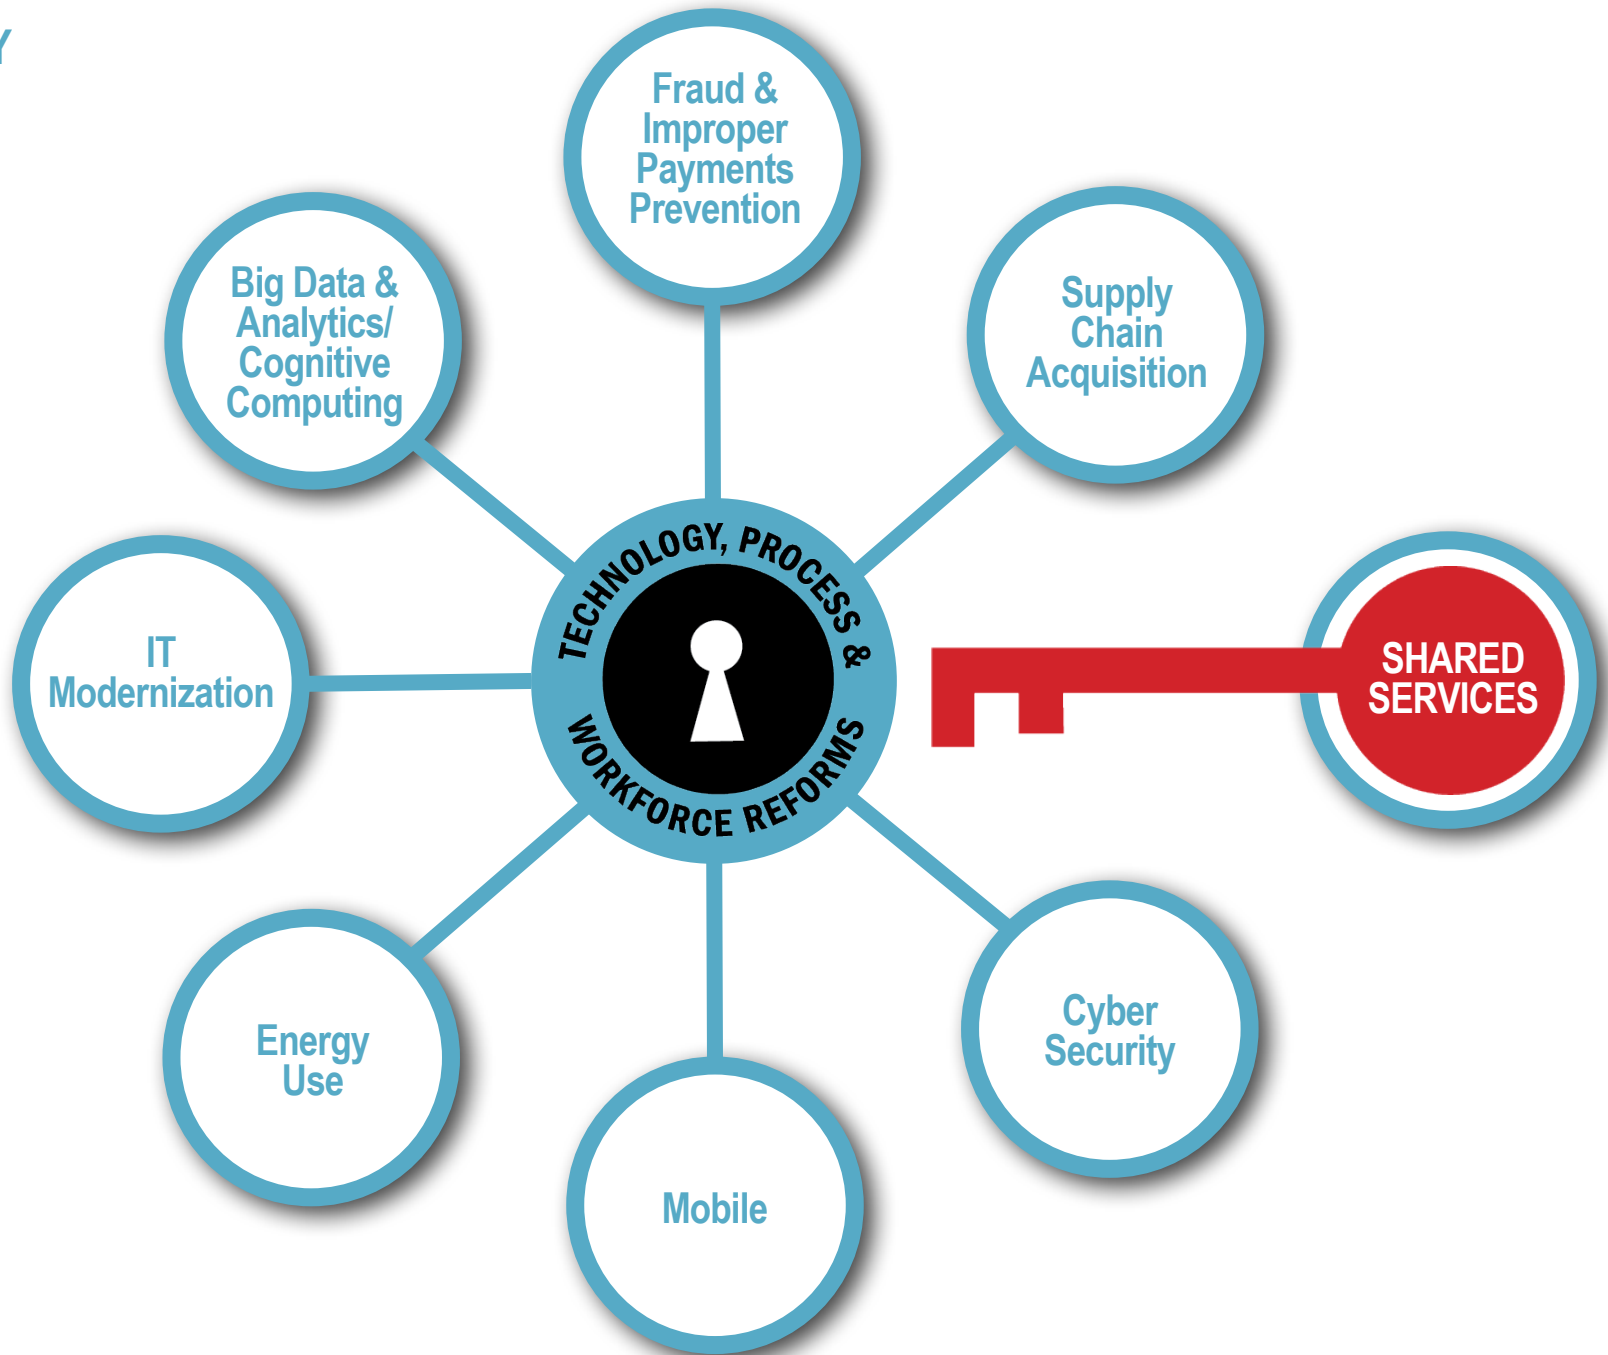 Y
Fraud &
Improper
Payments
Prevention
Big Data &
Analytics/
Cognitive
Computing
Supply
Chain
Acquisition
TECHNOLOGY, PROCESS &
WORKFORCE REFORMS
IT
Modernization
SHARED
SERVICES
Energy
Use
Cyber
Security
Mobile